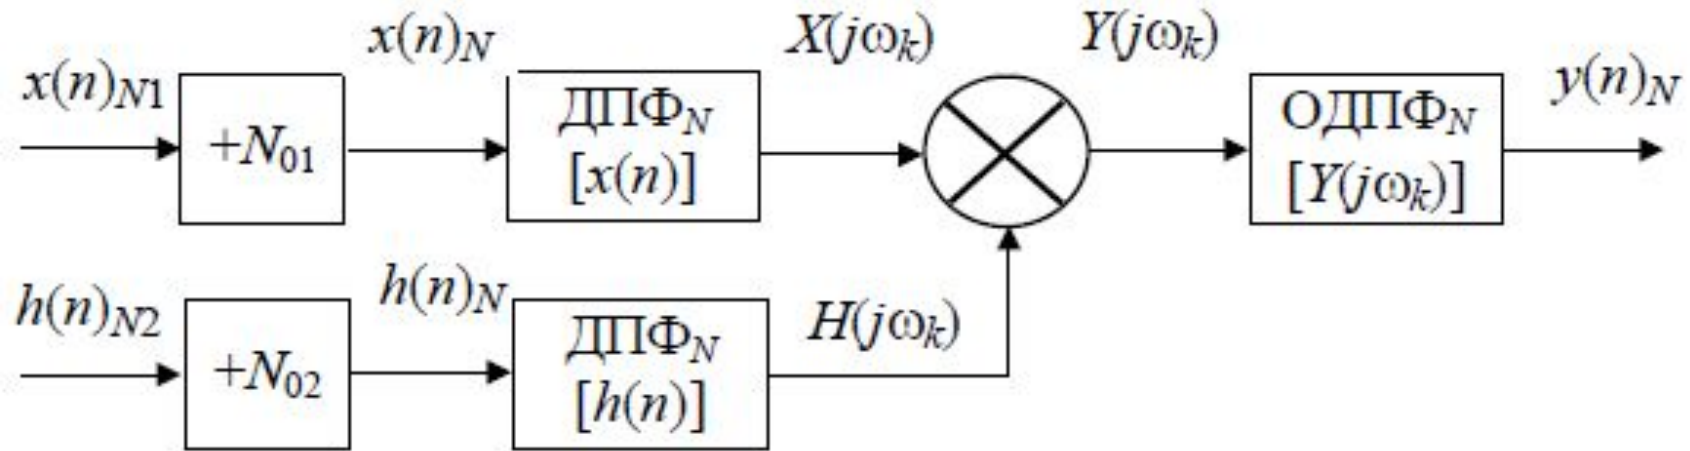 x(n)N1
+N01
x(n)N
ДПФN
[x(n)]
X(jωk)
Y(jωk)
ОДПФN
[Y(jωk)]
y(n)N
h(n)N2
+N02
h(n)N
ДПФN
[h(n)]
H(jωk)